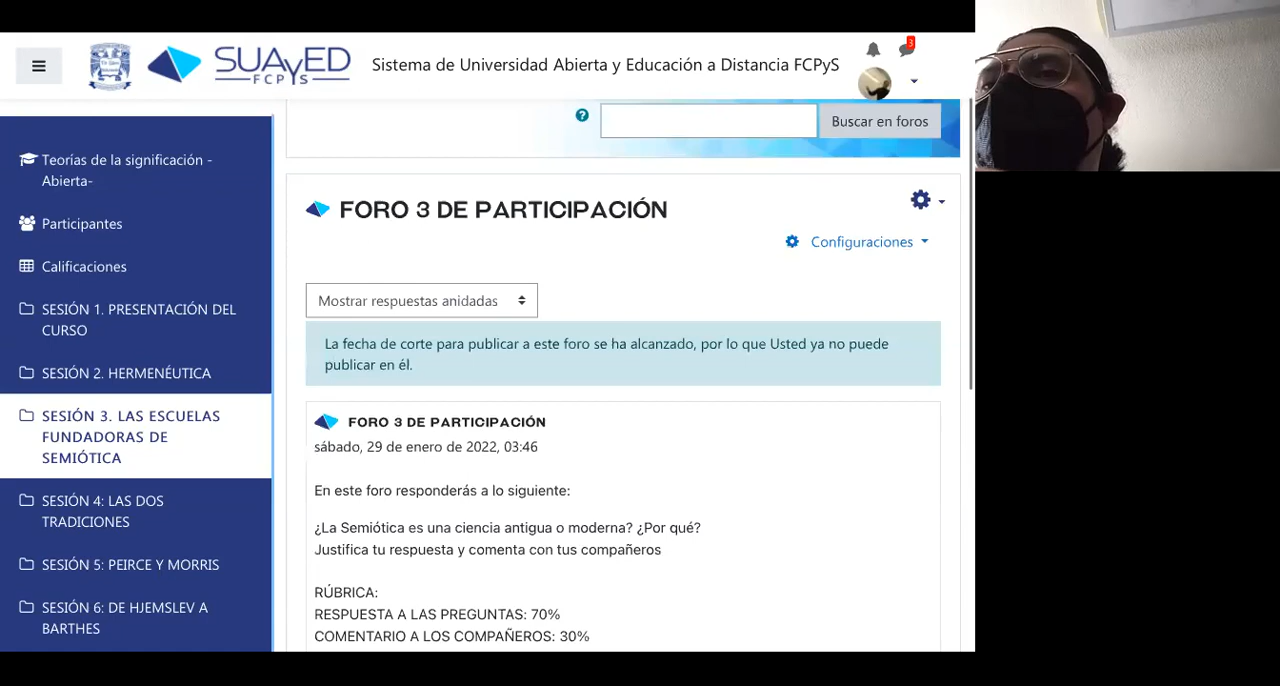 SUAyED
FCPyS
Sistema de Universidad Abierta y Educación a Distancia FCPyS
3
Teorías de la significación -
Abierta-
Participantes
Calificaciones
SESIÓN 1. PRESENTACIÓN DEL
CURSO
SESIÓN 2. HERMENÉUTICA
SESIÓN 3. LAS ESCUELAS
FUNDADORAS DE
SEMIÓTICA
SESIÓN 4: LAS DOS
TRADICIONES
SESIÓN 5: PEIRCE Y MORRIS
SESIÓN 6: DE HJEMSLEV A
BARTHES
Buscar en foros
FORO 3 DE PARTICIPACIÓN
Configuraciones
Mostrar respuestas anidadas
La fecha de corte para publicar a este foro se ha alcanzado, por lo que Usted ya no puede
publicar en él.
FORO 3 DE PARTICIPACIÓN
sábado, 29 de enero de 2022, 03:46
En este foro responderás a lo siguiente:
¿La Semiótica es una ciencia antigua o moderna? ¿Por qué?
Justifica tu respuesta y comenta con tus compañeros
RÚBRICA:
RESPUESTA A LAS PREGUNTAS: 70%
COMENTARIO A LOS COMPAÑEROS: 30%